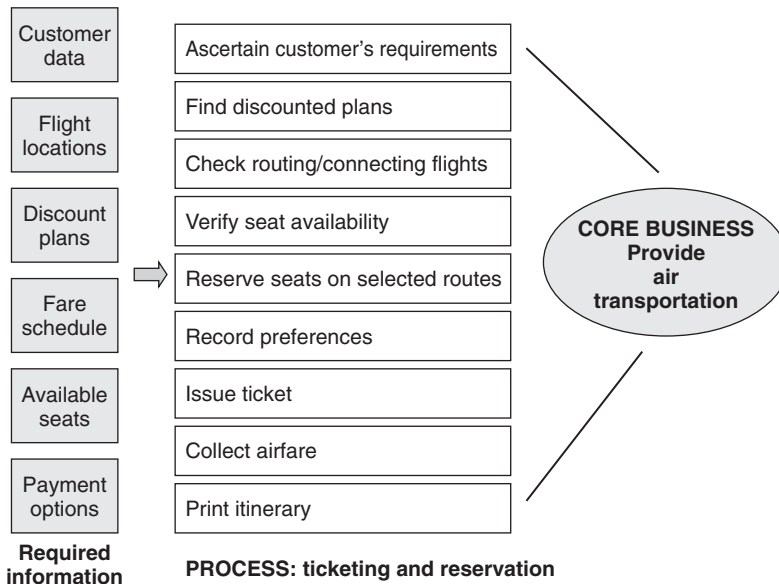 Customer
data
Flight
locations
Discount
plans
Fare
schedule
Available
seats
Payment
options
Required
information
Ascertain customer's requirements
Find discounted plans
Check routing/connecting flights
Verify seat availability
Reserve seats on selected routes
Record preferences
Issue ticket
Collect airfare
Print itinerary
PROCESS: ticketing and reservation
CORE BUSINESS
Provide
air
transportation